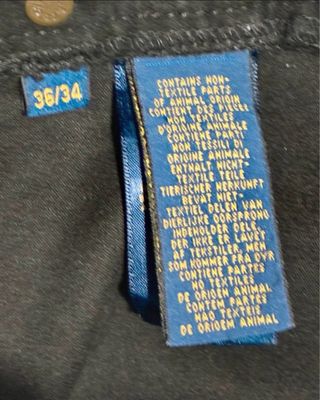 36/34
CONTAINS NON-
TEXTILE PARTS
OF ANIMAL ORIGIN
CONTIENT DES PIECES
NON TEXTILES
D'ORIGINE ANIMALE
CONTIENE PARTI
NON TESSILI DI
ORIGINE ANIMALE
ENTHALT NICHT-
TEXTILE TEILE
TIERISCHER HERKUNFT
BEVAT NIET-
TEXTIEL DELEN VAN
DIERLIJKE OORSPRONG
INDEHOLDER DELE,
DER IKKE ER LAVET
AF TEKSTILER, MEN
SOM KOMMER FRA DYR
CONTIENE PARTES
NO TEXTILES
DE ORIGEN ANIMAL
CONTEM PARTES
NAO TEXTEIS
DE ORIGEM ANIMAL